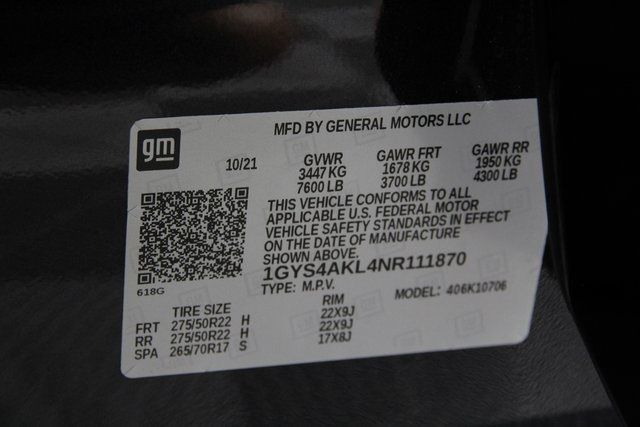 MFD BY GENERAL MOTORS LLC
gm
10/21
GVWR GAWR FRT GAWR RR
3447 KG 1678 KG 1950 KG
7600 LB 3700 LB 4300 LB
THIS VEHICLE CONFORMS TO ALL
APPLICABLE U.S. FEDERAL MOTOR
VEHICLE SAFETY STANDARDS IN EFFECT
ON THE DATE OF MANUFACTURE
SHOWN ABOVE.
1GYS4AKL4NR111870
618G
TYPE: M.P.V. MODEL: 406K10706
TIRE SIZE RIM
FRT 275/50R22 H 22X9J
RR 275/50R22 H 22X9J
SPA 265/70R17 S 17X8J